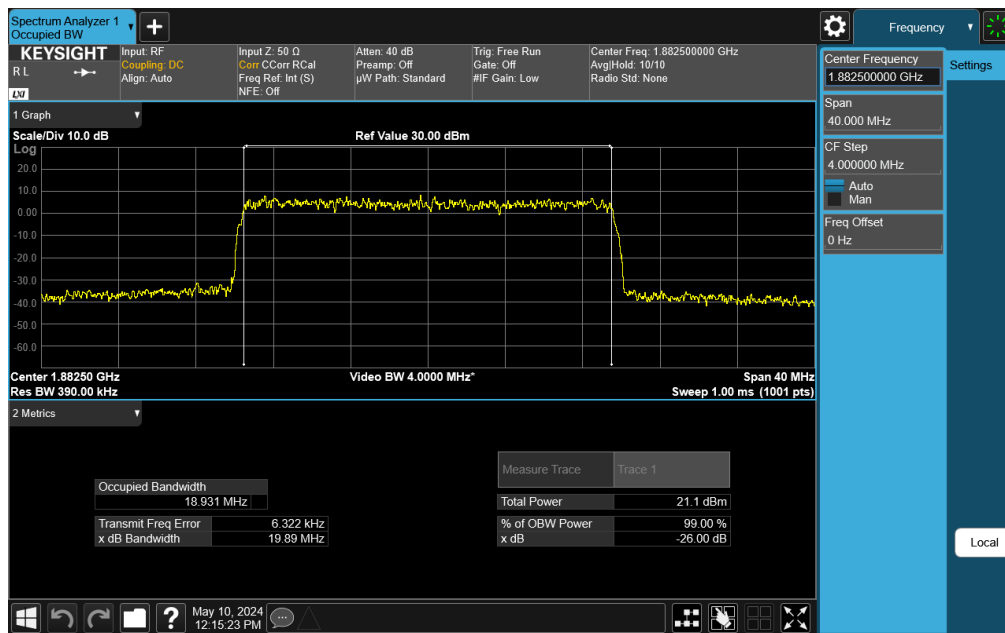 Spectrum Analyzer 1
Occupied BW
Frequency
KEYSIGHT
R L
LXI
Input: RF
Coupling: DC
Align: Auto
Input Z: 50 Ω
Corr CCorr RCal
Freq Ref: Int (S)
NFE: Off
Atten: 40 dB
Preamp: Off
µW Path: Standard
Trig: Free Run
Gate: Off
#IF Gain: Low
Center Freq: 1.882500000 GHz
Avg|Hold: 10/10
Radio Std: None
Center Frequency
1.882500000 GHz
Settings
Span
40.000 MHz
CF Step
4.000000 MHz
Auto
Man
Freq Offset
0 Hz
Local
1 Graph
Scale/Div 10.0 dB
Ref Value 30.00 dBm
Log
20.0
10.0
0.00
-10.0
-20.0
-30.0
-40.0
-50.0
-60.0
Center 1.88250 GHz
Video BW 4.0000 MHz*
Span 40 MHz
Res BW 390.00 kHz
Sweep 1.00 ms (1001 pts)
2 Metrics
Measure Trace Trace 1
Occupied Bandwidth
18.931 MHz
Total Power 21.1 dBm
Transmit Freq Error 6.322 kHz
% of OBW Power 99.00 %
x dB Bandwidth 19.89 MHz
x dB -26.00 dB
May 10, 2024
12:15:23 PM